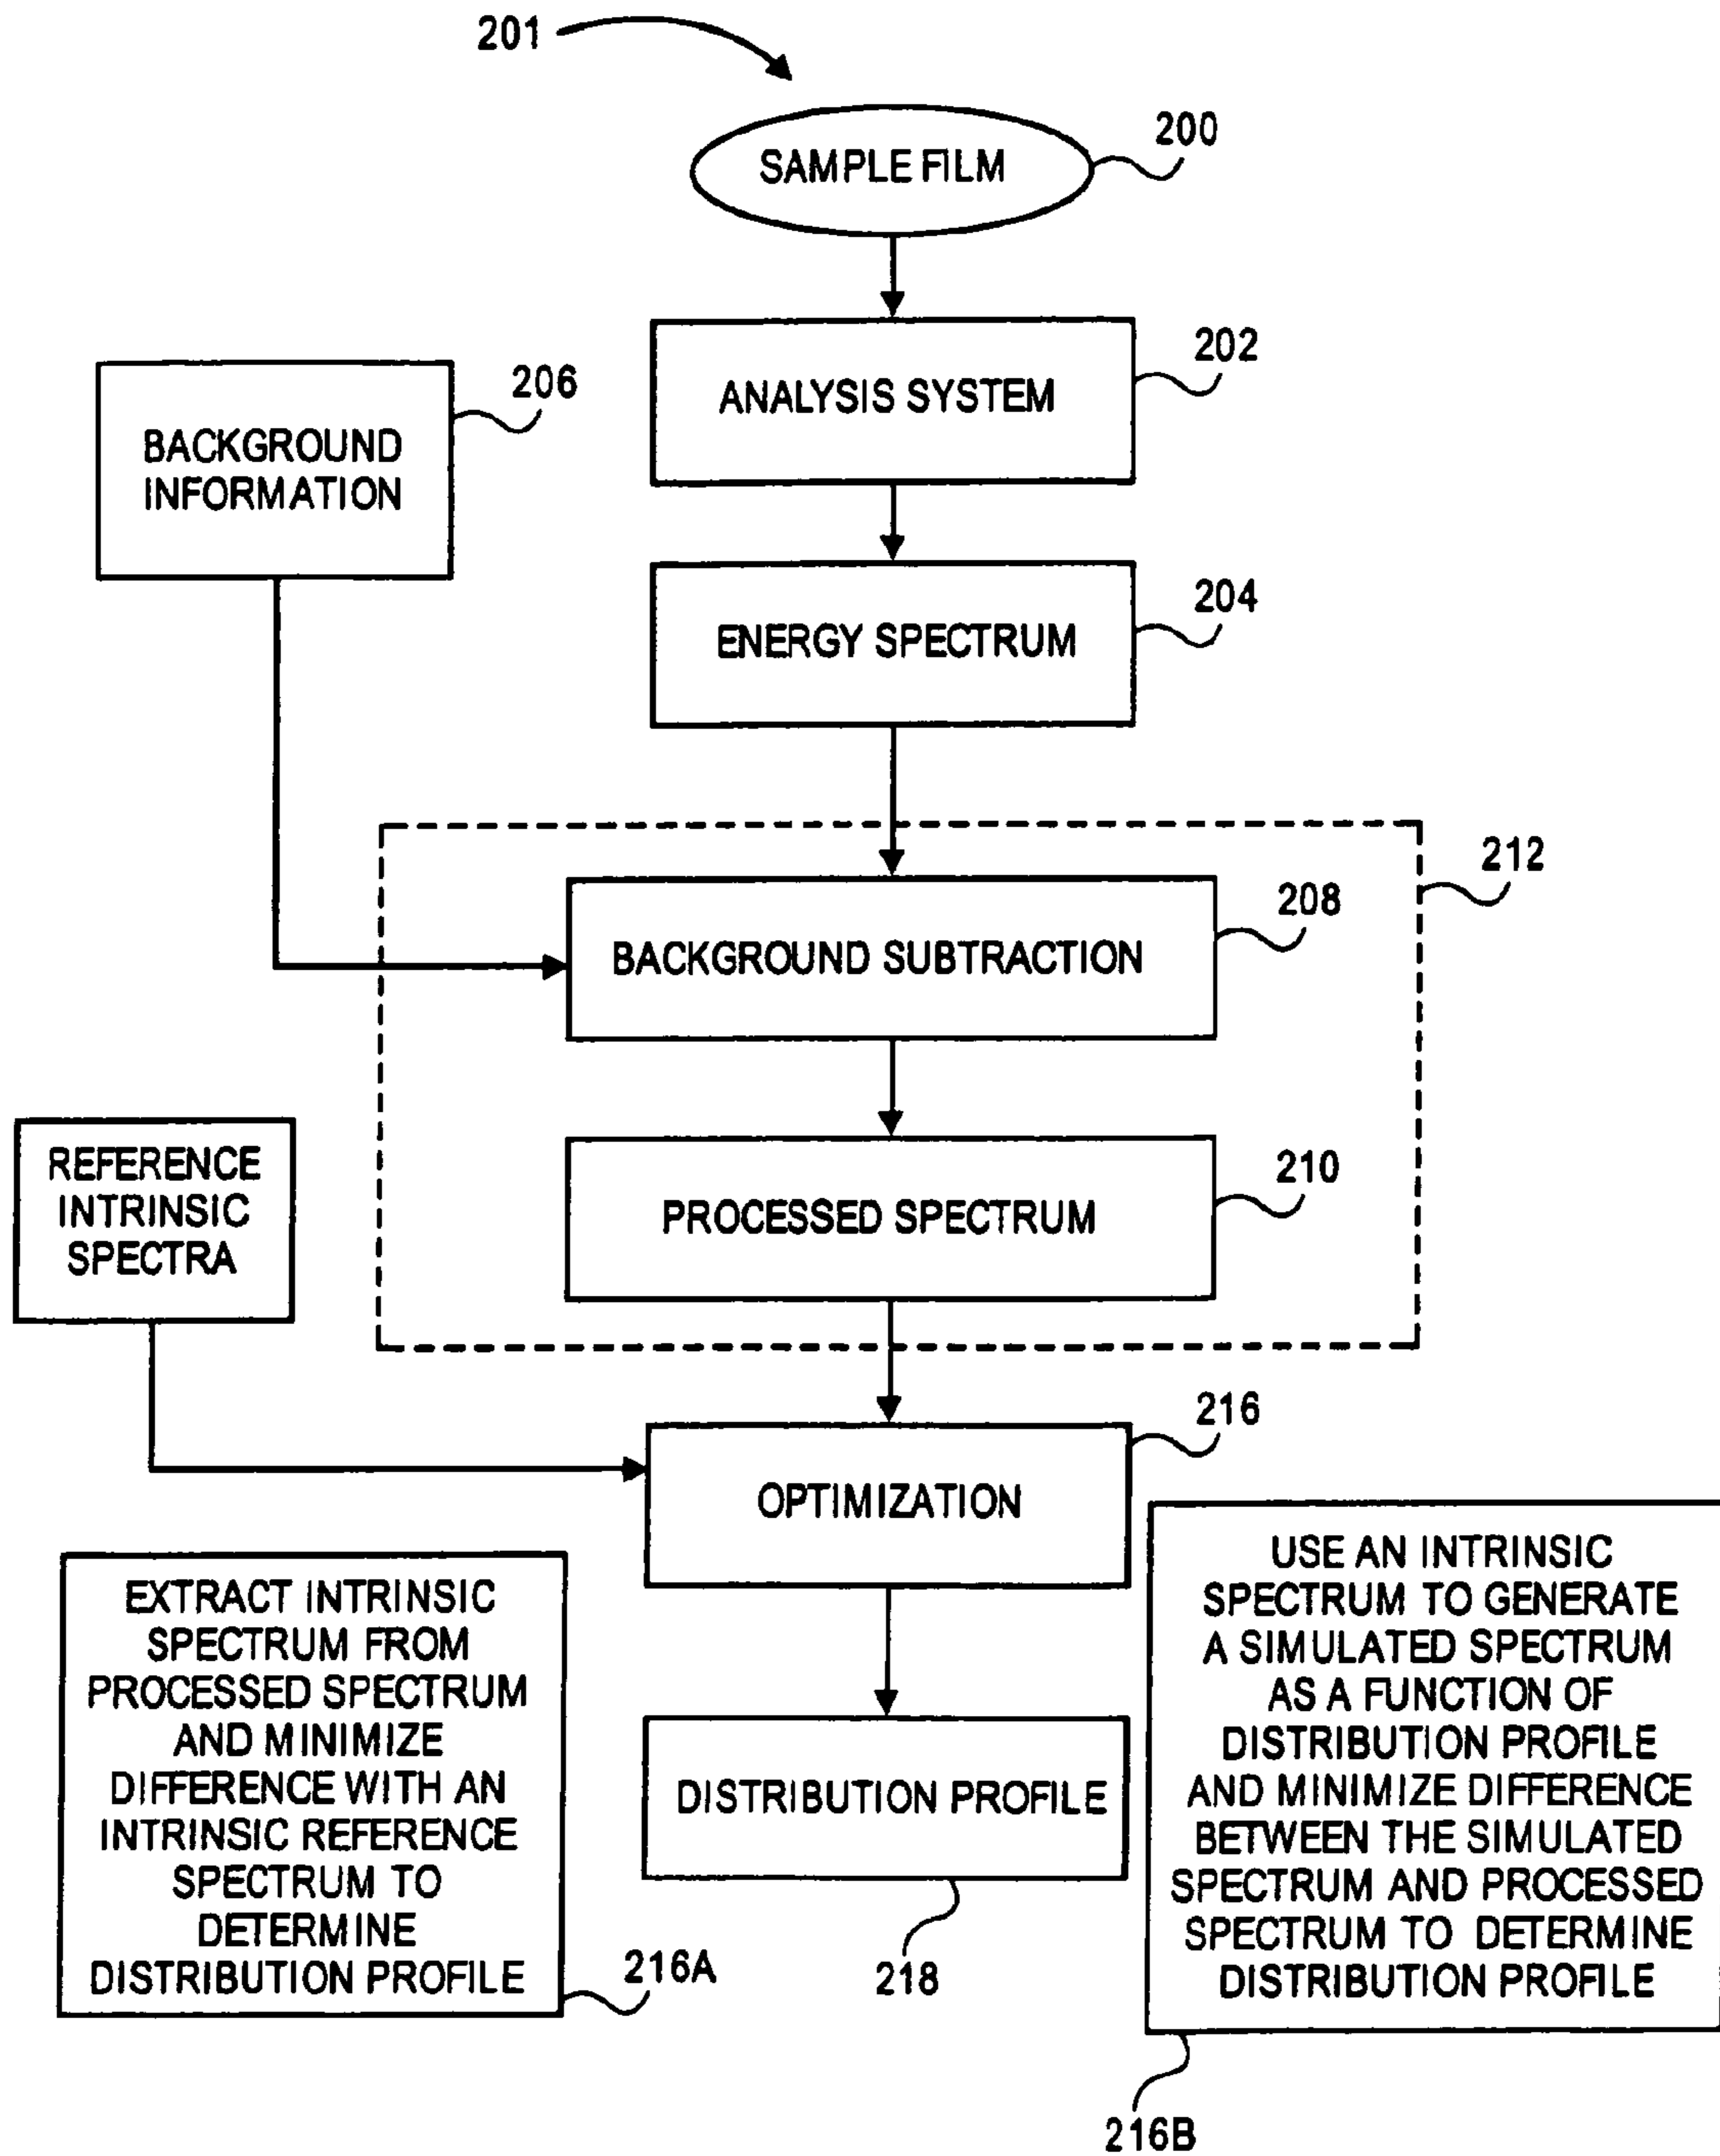 201
SAMPLE FILM
200
ANALYSIS SYSTEM
202
BACKGROUND
INFORMATION
206
ENERGY SPECTRUM
204
212
BACKGROUND SUBTRACTION
208
PROCESSED SPECTRUM
210
REFERENCE
INTRINSIC
SPECTRA
OPTIMIZATION
216
EXTRACT INTRINSIC
SPECTRUM FROM
PROCESSED SPECTRUM
AND MINIMIZE
DIFFERENCE WITH AN
INTRINSIC REFERENCE
SPECTRUM TO
DETERMINE
DISTRIBUTION PROFILE
216A
DISTRIBUTION PROFILE
218
USE AN INTRINSIC
SPECTRUM TO GENERATE
A SIMULATED SPECTRUM
AS A FUNCTION OF
DISTRIBUTION PROFILE
AND MINIMIZE DIFFERENCE
BETWEEN THE SIMULATED
SPECTRUM AND PROCESSED
SPECTRUM TO DETERMINE
DISTRIBUTION PROFILE
216B